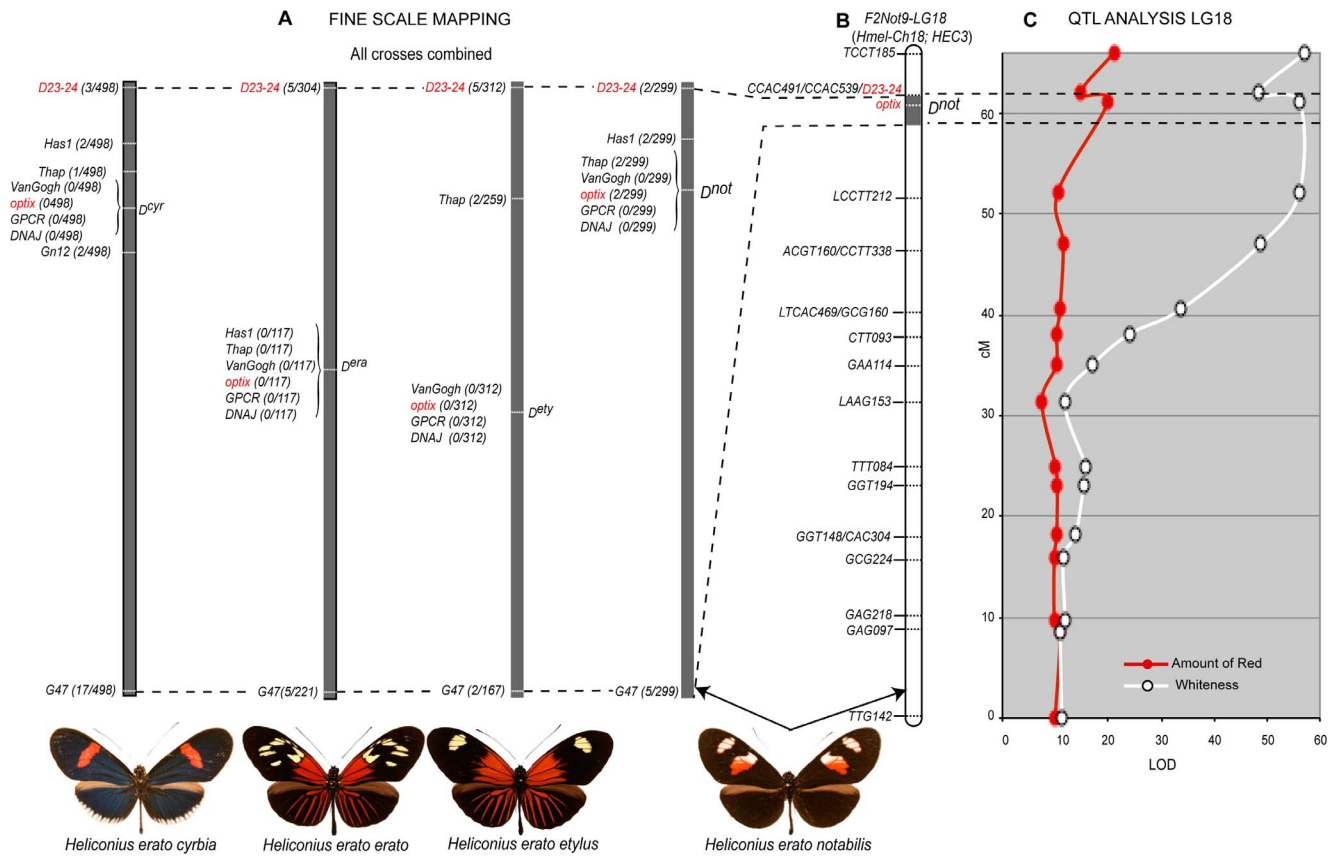 A FINE SCALE MAPPING
All crosses combined
D23-24 (3/498)
Has1 (2/498)
Thap (1/498)
VanGogh (0/498)
optix (0498)
GPCR (0/498)
DNAJ (0/498)
Dcyr
Gn12 (2/498)
G47 (17/498)
D23-24 (5/304)
Has1 (0/117)
Thap (0/117)
VanGogh (0/117)
optix (0/117)
GPCR (0/117)
DNAJ (0/117)
Dera
G47(5/221)
D23-24 (5/312)
Thap (2/259)
VanGogh (0/312)
optix (0/312)
GPCR (0/312)
DNAJ (0/312)
Dety
G47 (2/167)
D23-24 (2/299)
Has1 (2/299)
Thap (2/299)
VanGogh (0/299)
optix (2/299)
GPCR (0/299)
DNAJ (0/299)
Dnot
G47 (5/299)
Heliconius erato cyrbia
Heliconius erato erato
Heliconius erato etylus
Heliconius erato notabilis
B F2Not9-LG18
(Hmel-Ch18; HEC3)
TCCT185
CCAC491/CCAC539/D23-24
optix
Dnot
LCCTT212
ACGT160/CCTT338
LTCAC469/GCG160
CTT093
GAA114
LAAG153
TTT084
GGT194
GGT148/CAC304
GCG224
GAG218
GAG097
TTG142
C QTL ANALYSIS LG18
60
50
40
cM
30
20
10
0
Amount of Red
Whiteness
10 20 30 40 50 60
LOD